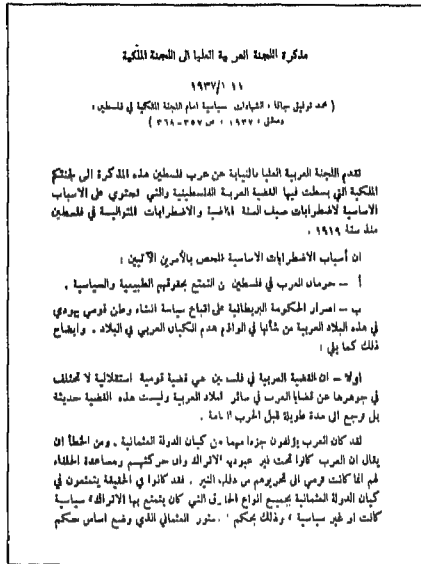 مذكرة اللجنة العربية العليا الى اللجنة الملكية
١١ / ١ / ١٩٣٧
( محمد توفيق جانا ، الشهادات سياسية امام اللجنة الملكية في فلسطين ،
دمشق ، ١٩٣٧ ، ص ٣٥٧–٣٦٨ )
تقدم اللجنة العربية العليا بالنيابة عن عرب فلسطين هذه المذكرة الى لجنتكم
الملكية التي بسطت فيها القضية العربية الفلسطينية والتي تحتوي على الاسباب
الاساسية لاضطرابات صيف السنة الماضية والاضطرابات المتوالية في فلسطين
منذ سنة ١٩١٩ .
ان أسباب الاضطرابات الاساسية تلخص بالأمرين الآتيين :
أ – حرمان العرب في فلسطين من التمتع بحقوقهم الطبيعية والسياسية .
ب – اصرار الحكومة البريطانية على اتباع سياسة انشاء وطن قومي يهودي
في هذه البلاد العربية من شأنها في الواقع هدم الكيان العربي في البلاد . وايضاح
ذلك كما يلي :
اولا – ان القضية العربية في فلسطين هي قضية قومية استقلالية لا تختلف
في جوهرها عن قضايا العرب في سائر البلاد العربية وليست هذه القضية حديثة
بل ترجع الى مدة طويلة قبل الحرب العامة .
لقد كان العرب يؤلفون جزءا مهما من كيان الدولة العثمانية . ومن الخطأ ان
يقال ان العرب كانوا تحت نير عبودية الاتراك وان حركتهم ومساعدة الحلفاء
لهم انما كانت ترمي الى تحريرهم من ذلك النير . فقد كانوا في الحقيقة يتمتعون في
كيان الدولة العثمانية بجميع انواع الحقوق التي كان يتمتع بها الاتراك سياسية
كانت او غير سياسية ، وذلك بحكم الدستور العثماني الذي وضع اساس حكم